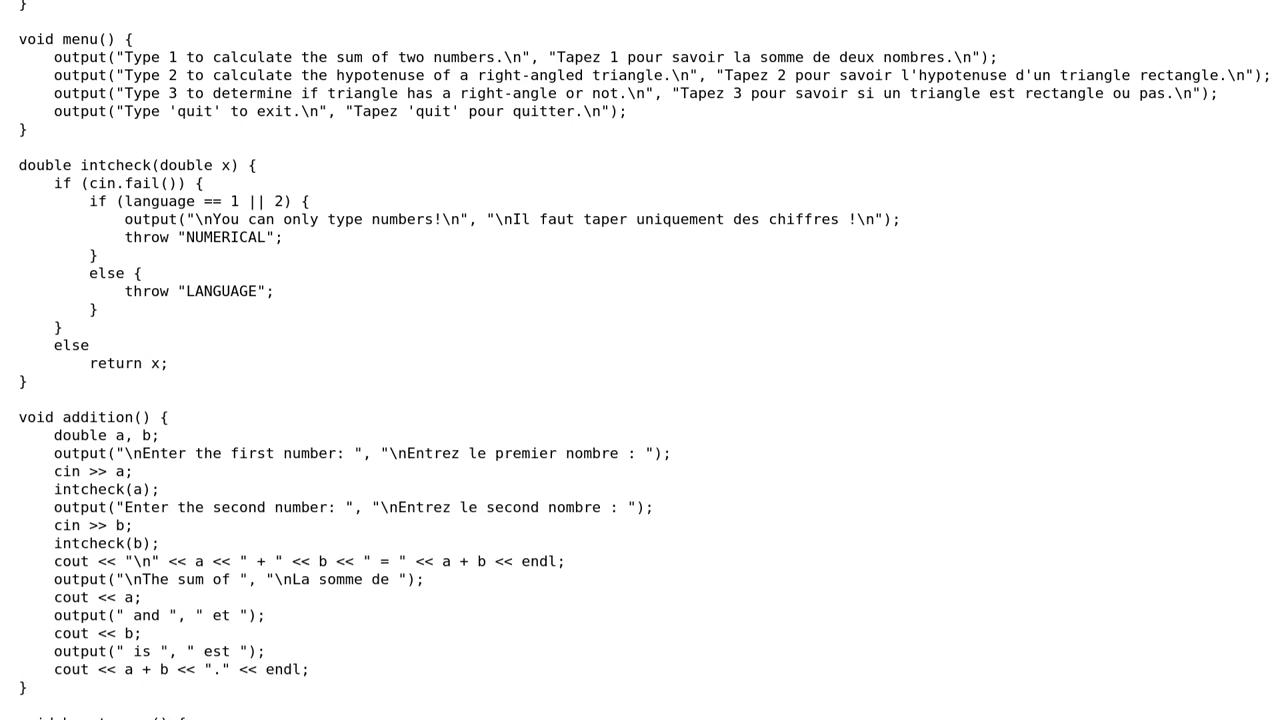 }

void menu() {
    output("Type 1 to calculate the sum of two numbers.\n", "Tapez 1 pour savoir la somme de deux nombres.\n");
    output("Type 2 to calculate the hypotenuse of a right-angled triangle.\n", "Tapez 2 pour savoir l'hypotenuse d'un triangle rectangle.\n");
    output("Type 3 to determine if triangle has a right-angle or not.\n", "Tapez 3 pour savoir si un triangle est rectangle ou pas.\n");
    output("Type 'quit' to exit.\n", "Tapez 'quit' pour quitter.\n");
}

double intcheck(double x) {
    if (cin.fail()) {
        if (language == 1 || 2) {
            output("\nYou can only type numbers!\n", "\nIl faut taper uniquement des chiffres !\n");
            throw "NUMERICAL";
        }
        else {
            throw "LANGUAGE";
        }
    }
    else
        return x;
}

void addition() {
    double a, b;
    output("\nEnter the first number: ", "\nEntrez le premier nombre : ");
    cin >> a;
    intcheck(a);
    output("Enter the second number: ", "\nEntrez le second nombre : ");
    cin >> b;
    intcheck(b);
    cout << "\n" << a << " + " << b << " = " << a + b << endl;
    output("\nThe sum of ", "\nLa somme de ");
    cout << a;
    output(" and ", " et ");
    cout << b;
    output(" is ", " est ");
    cout << a + b << "." << endl;
}